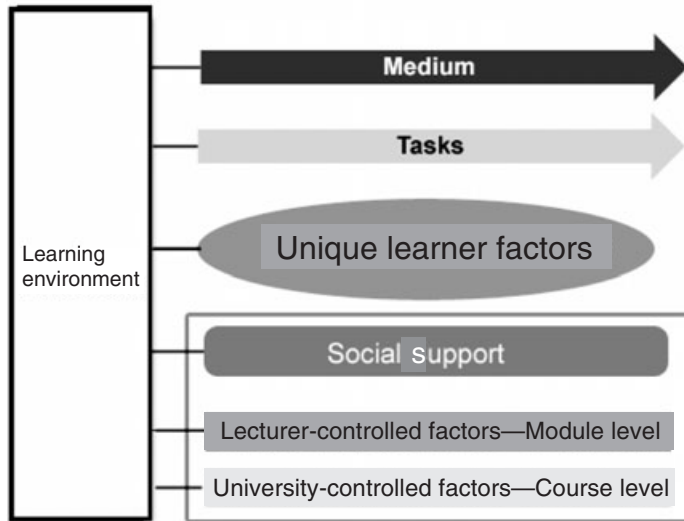 Medium
Tasks
Unique learner factors
Learning
environment
Social support
Lecturer-controlled factors—Module level
University-controlled factors—Course level